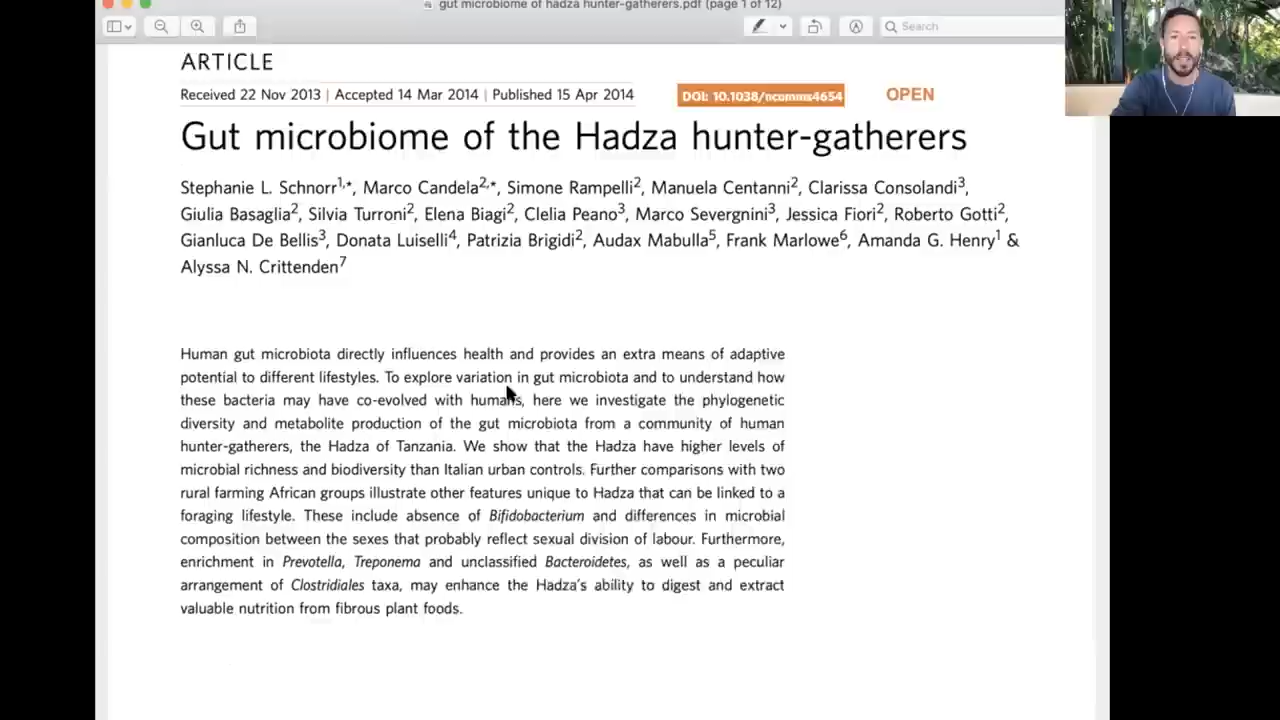 gut microbiome of hadza hunter-gatherers.pdf (page 1 of 12)
Search
ARTICLE
Received 22 Nov 2013 | Accepted 14 Mar 2014 | Published 15 Apr 2014
DOI: 10.1038/ncomms4654
OPEN
Gut microbiome of the Hadza hunter-gatherers
Stephanie L. Schnorr1,*, Marco Candela2,*, Simone Rampelli2, Manuela Centanni2, Clarissa Consolandi3,
Giulia Basaglia2, Silvia Turroni2, Elena Biagi2, Clelia Peano3, Marco Severgnini3, Jessica Fiori2, Roberto Gotti2,
Gianluca De Bellis3, Donata Luiselli4, Patrizia Brigidi2, Audax Mabulla5, Frank Marlowe6, Amanda G. Henry1 &
Alyssa N. Crittenden7
Human gut microbiota directly influences health and provides an extra means of adaptive
potential to different lifestyles. To explore variation in gut microbiota and to understand how
these bacteria may have co-evolved with humans, here we investigate the phylogenetic
diversity and metabolite production of the gut microbiota from a community of human
hunter-gatherers, the Hadza of Tanzania. We show that the Hadza have higher levels of
microbial richness and biodiversity than Italian urban controls. Further comparisons with two
rural farming African groups illustrate other features unique to Hadza that can be linked to a
foraging lifestyle. These include absence of Bifidobacterium and differences in microbial
composition between the sexes that probably reflect sexual division of labour. Furthermore,
enrichment in Prevotella, Treponema and unclassified Bacteroidetes, as well as a peculiar
arrangement of Clostridiales taxa, may enhance the Hadza's ability to digest and extract
valuable nutrition from fibrous plant foods.